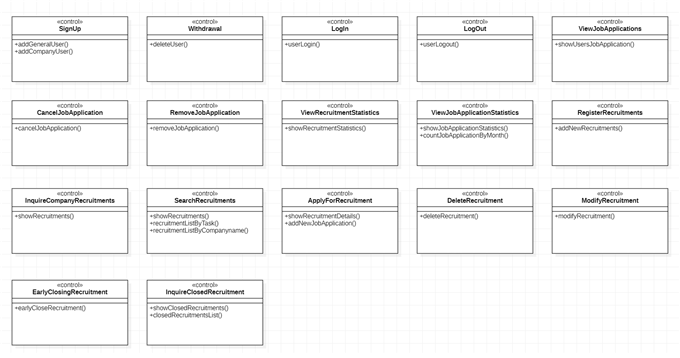 «control»
SignUp
+addGeneralUser()
+addCompanyUser()
«control»
Withdrawal
+deleteUser()
«control»
LogIn
+userLogin()
«control»
LogOut
+userLogout()
«control»
ViewJobApplications
+showUsersJobApplication()
«control»
CancelJobApplication
+cancelJobApplication()
«control»
RemoveJobApplication
+removeJobApplication()
«control»
ViewRecruitmentStatistics
+showRecruitmentStatistics()
«control»
ViewJobApplicationStatistics
+showJobApplicationStatistics()
+countJobApplicationByMonth()
«control»
RegisterRecruitments
+addNewRecruitments()
«control»
InquireCompanyRecruitments
+showRecruitments()
«control»
SearchRecruitments
+showRecruitments()
+recruitmentListByTask()
+recruitmentListByCompanyname()
«control»
ApplyForRecruitment
+showRecruitmentDetails()
+addNewJobApplication()
«control»
DeleteRecruitment
+deleteRecruitment()
«control»
ModifyRecruitment
+modifyRecruitment()
«control»
EarlyClosingRecruitment
+earlyCloseRecruitment()
«control»
InquireClosedRecruitment
+showClosedRecruitments()
+closedRecruitmentsList()